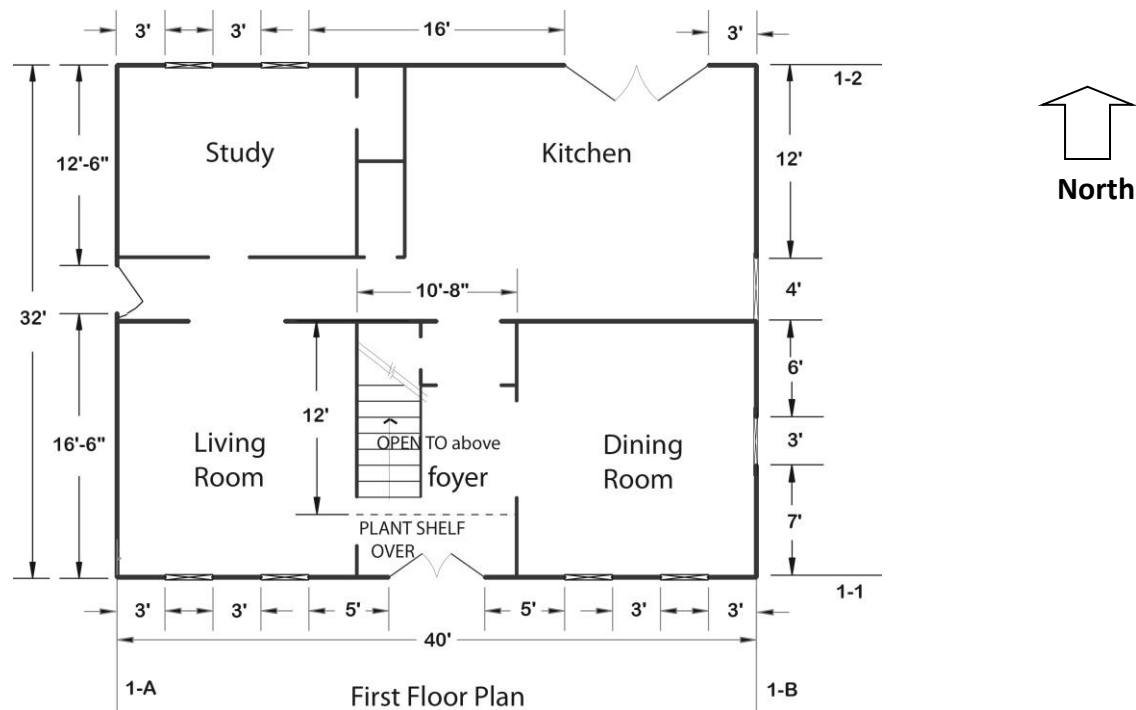 3' 3' 16' 3'
1-2
Study
Kitchen
12'-6"
12'
North
10'-8"
4'
32'
6'
12'
16'-6"
Living
Room
OPEN TO above
foyer
Dining
Room
3'
PLANT SHELF
OVER
7'
1-1
3' 3' 5' 5' 3' 3'
40'
1-A
First Floor Plan
1-B